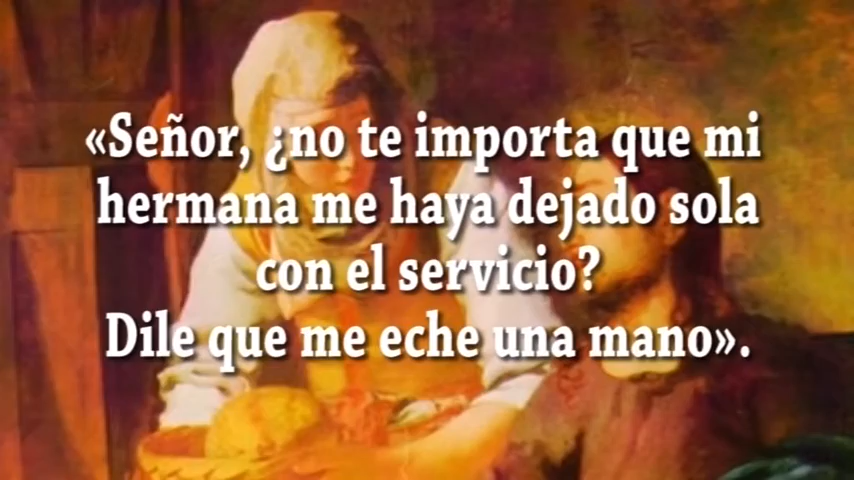 «Señor, ¿no te importa que mi
hermana me haya dejado sola
con el servicio?
Dile que me eche una mano».